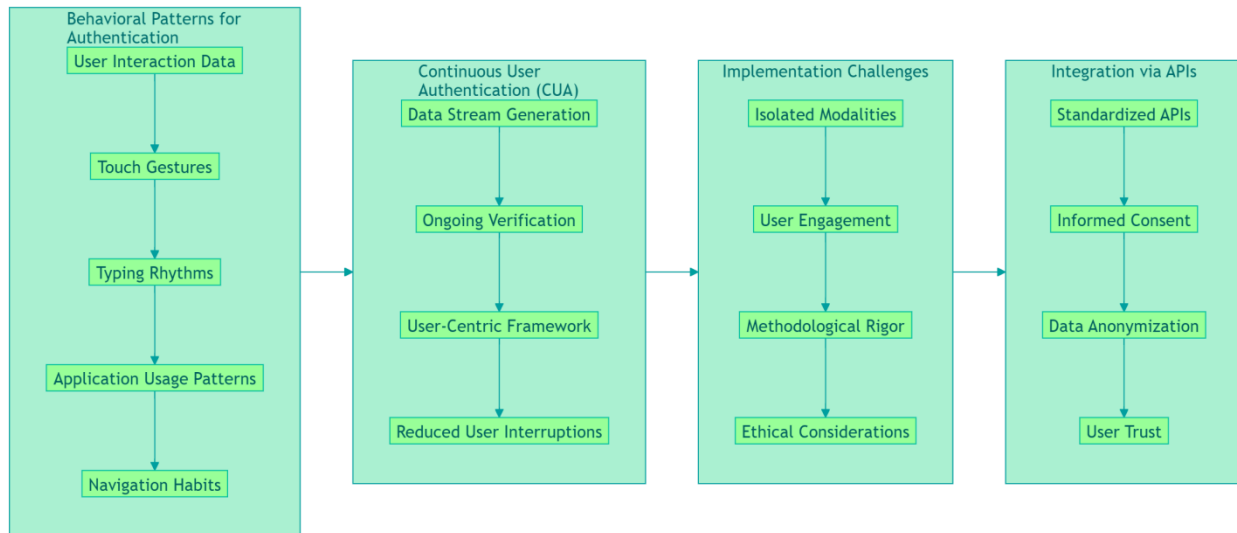 Behavioral Patterns for
Authentication
User Interaction Data
Touch Gestures
Typing Rhythms
Application Usage Patterns
Navigation Habits
Continuous User
Authentication (CUA)
Data Stream Generation
Ongoing Verification
User-Centric Framework
Reduced User Interruptions
Implementation Challenges
Isolated Modalities
User Engagement
Methodological Rigor
Ethical Considerations
Integration via APIs
Standardized APIs
Informed Consent
Data Anonymization
User Trust